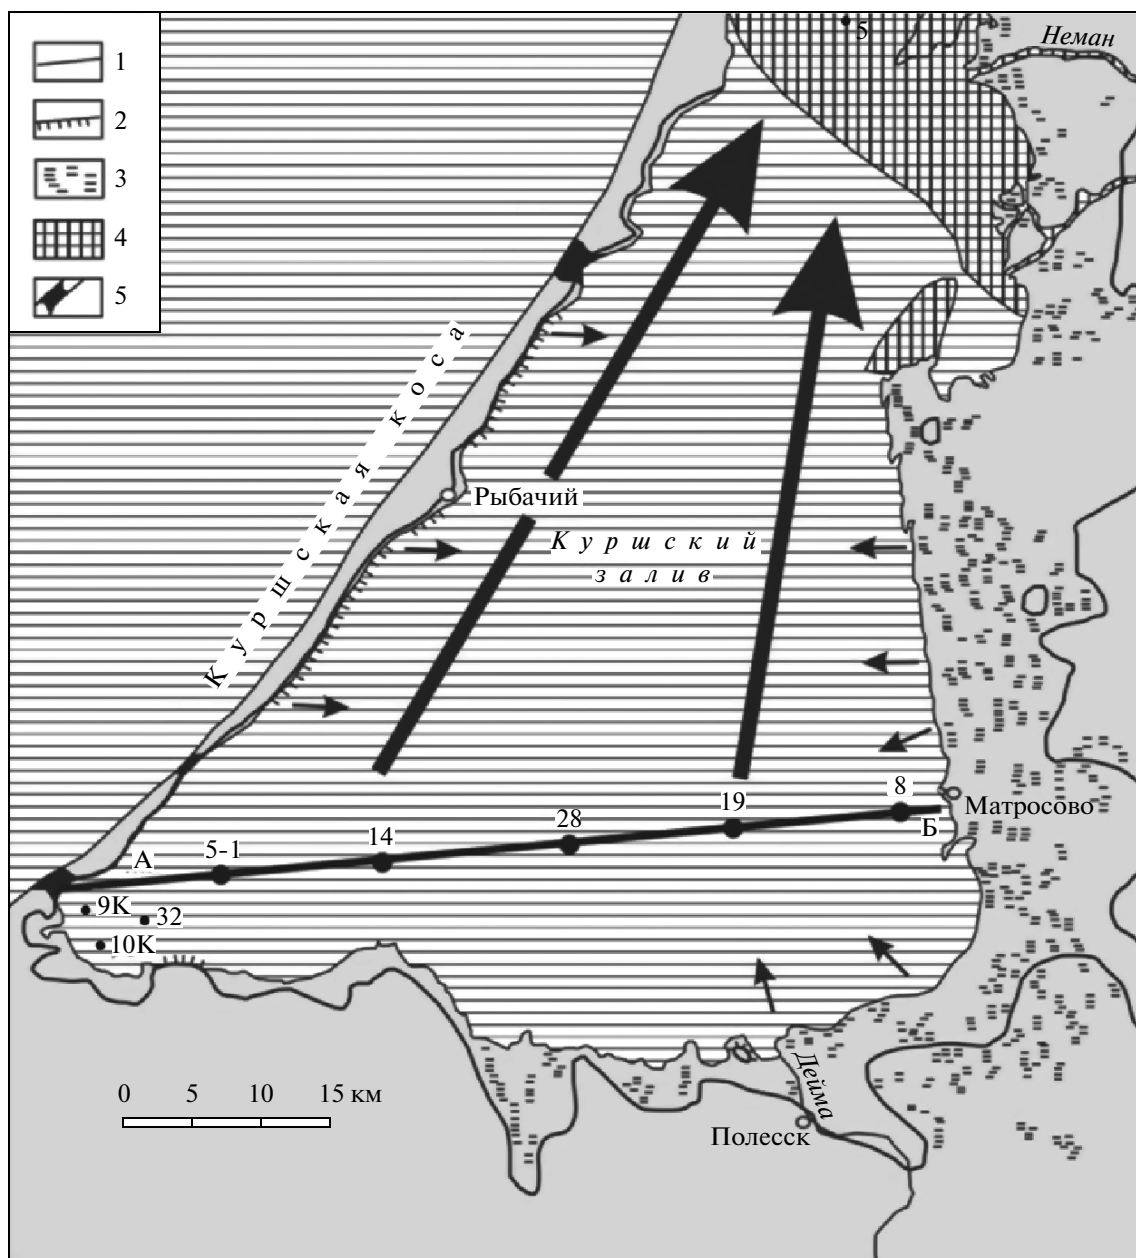 1
2
3
4
5
5
Неман
Куршская коса
Рыбачий
Куршский
залив
8
19
Матросово
28
Б
14
5-1
А
9К
32
10К
Дейма
0 5 10 15 км
Полесск